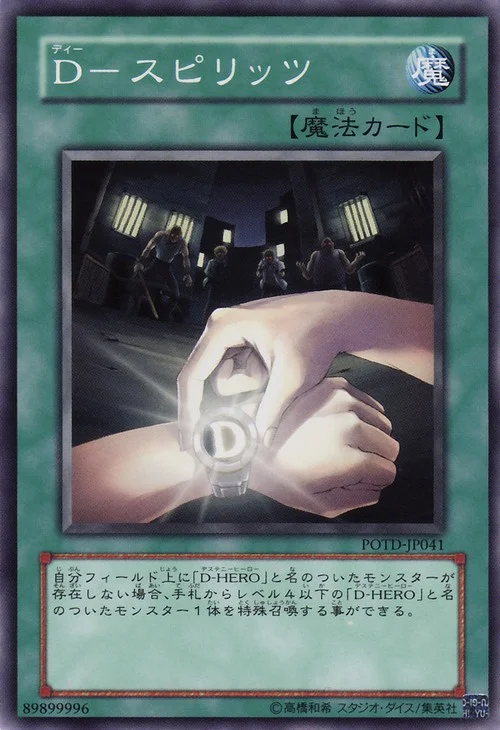 D－スピリッツ
【魔法カード】
D
POTD-JP041
自分フィールド上に「D-HERO」と名のついたモンスターが
存在しない場合、手札からレベル４以下の「D-HERO」と名
のついたモンスター１体を特殊召喚する事ができる。
89899996
©高橋和希 スタジオ・ダイス/集英社